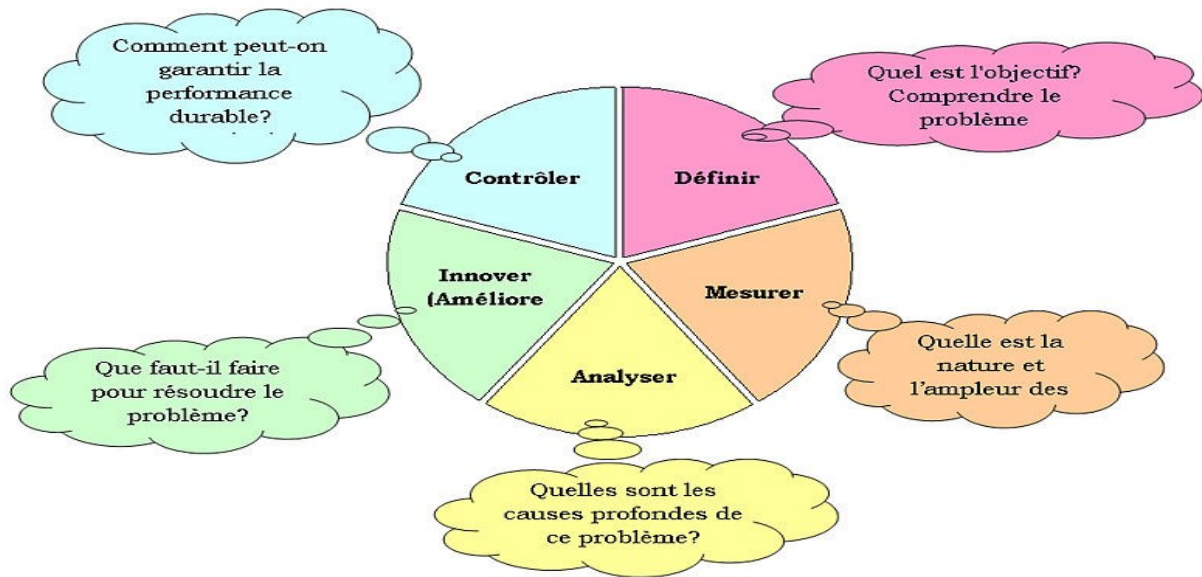 Comment peut-on
garantir la
performance
durable?
Quel est l'objectif?
Comprendre le
problème
Contrôler
Définir
Innover
(Améliore
Mesurer
Analyser
Que faut-il faire
pour résoudre le
problème?
Quelle est la
nature et
l'ampleur des
Quelles sont les
causes profondes de
ce problème?